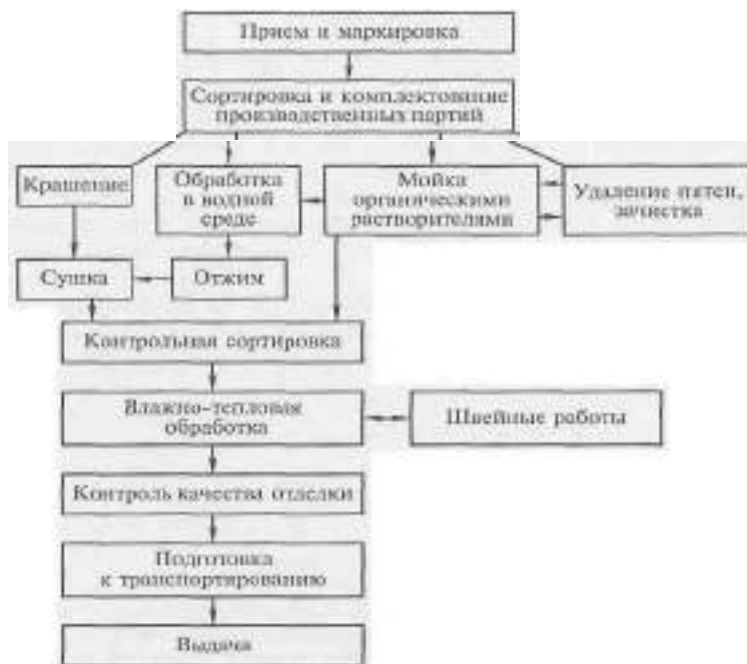 Прием и маркировка
Сортировка и комплектование
производственных партий
Крашение
Обработка
в водной
среде
Мойка
органическими
растворителями
Удаление пятен,
зачистка
Сушка
Отжим
Контрольная сортировка
Влажно-тепловая
обработка
Швейные работы
Контроль качества отделки
Подготовка
к транспортированию
Выдача